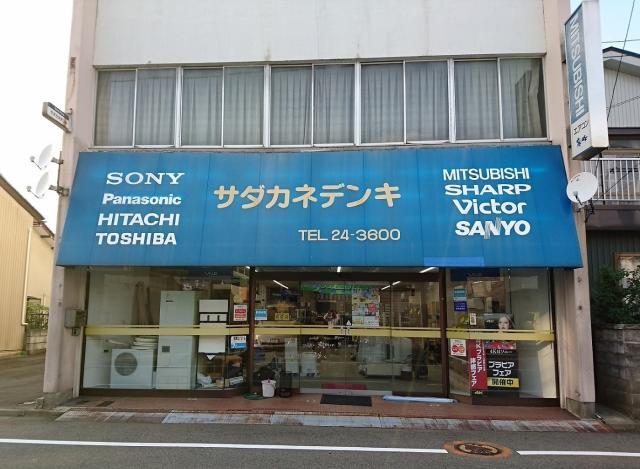 SONY
Panasonic
HITACHI
TOSHIBA
サダカネデンキ
TEL 24-3600
MITSUBISHI
SHARP
Victor
SANYO
MITSUBISHI
エアコン
ブラビア
フェア
開催中